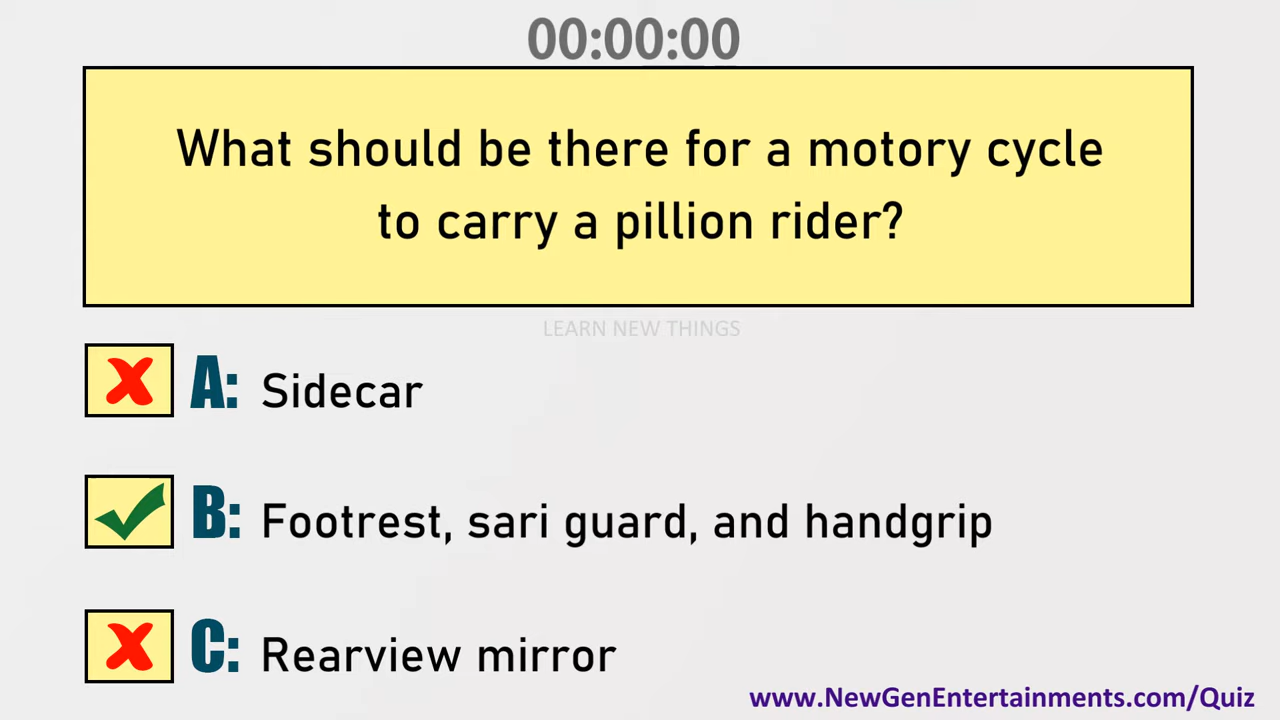 00:00:00
What should be there for a motory cycle
to carry a pillion rider?
LEARN NEW THINGS
A: Sidecar
B: Footrest, sari guard, and handgrip
C: Rearview mirror
www.NewGenEntertainments.com/Quiz